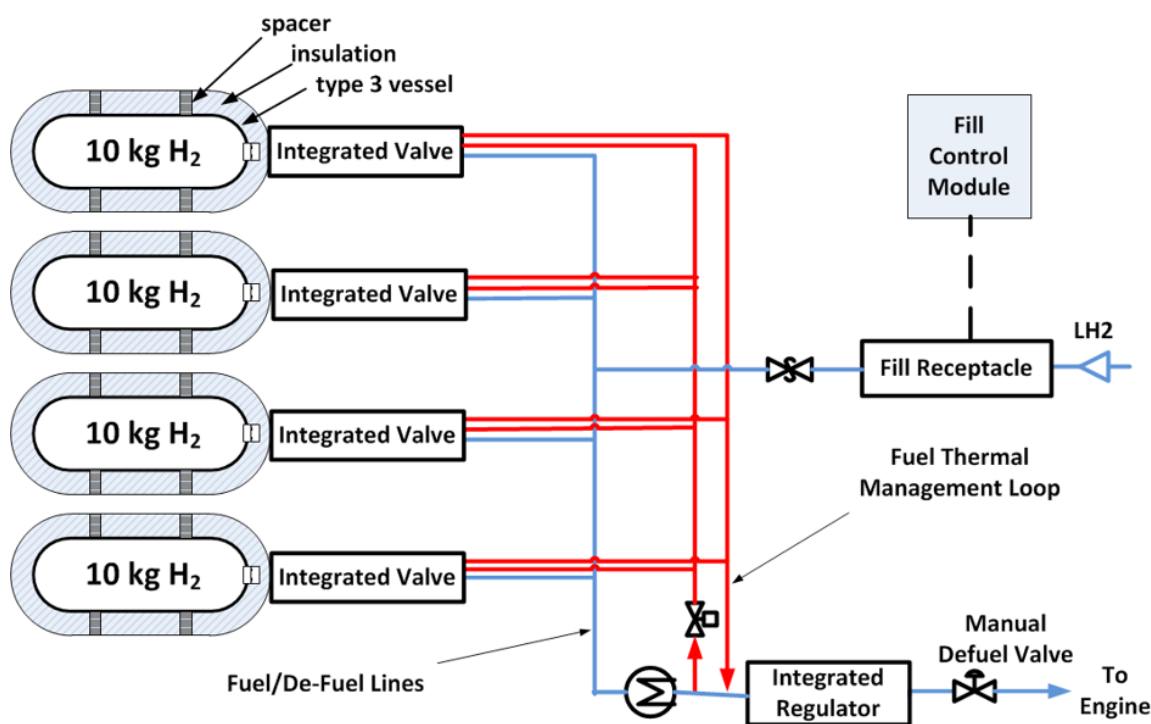 spacer
insulation
type 3 vessel
10 kg H₂
Integrated Valve
Fill
Control
Module
10 kg H₂
Integrated Valve
LH2
Fill Receptacle
10 kg H₂
Integrated Valve
Fuel Thermal
Management Loop
10 kg H₂
Integrated Valve
Manual
Defuel Valve
Fuel/De-Fuel Lines
Integrated
Regulator
To
Engine